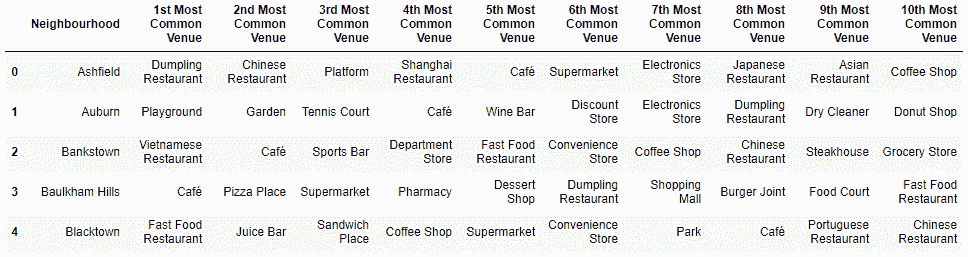 Neighbourhood 1st Most Common Venue 2nd Most Common Venue 3rd Most Common Venue 4th Most Common Venue 5th Most Common Venue 6th Most Common Venue 7th Most Common Venue 8th Most Common Venue 9th Most Common Venue 10th Most Common Venue
0 Ashfield Dumpling Restaurant Chinese Restaurant Platform Shanghai Restaurant Café Supermarket Electronics Store Japanese Restaurant Asian Restaurant Coffee Shop
1 Auburn Playground Garden Tennis Court Café Wine Bar Discount Store Electronics Store Dumpling Restaurant Dry Cleaner Donut Shop
2 Bankstown Vietnamese Restaurant Café Sports Bar Department Store Fast Food Restaurant Convenience Store Coffee Shop Chinese Restaurant Steakhouse Grocery Store
3 Baulkham Hills Café Pizza Place Supermarket Pharmacy Dessert Shop Dumpling Restaurant Shopping Mall Burger Joint Food Court Fast Food Restaurant
4 Blacktown Fast Food Restaurant Juice Bar Sandwich Place Coffee Shop Supermarket Convenience Store Park Café Portuguese Restaurant Chinese Restaurant